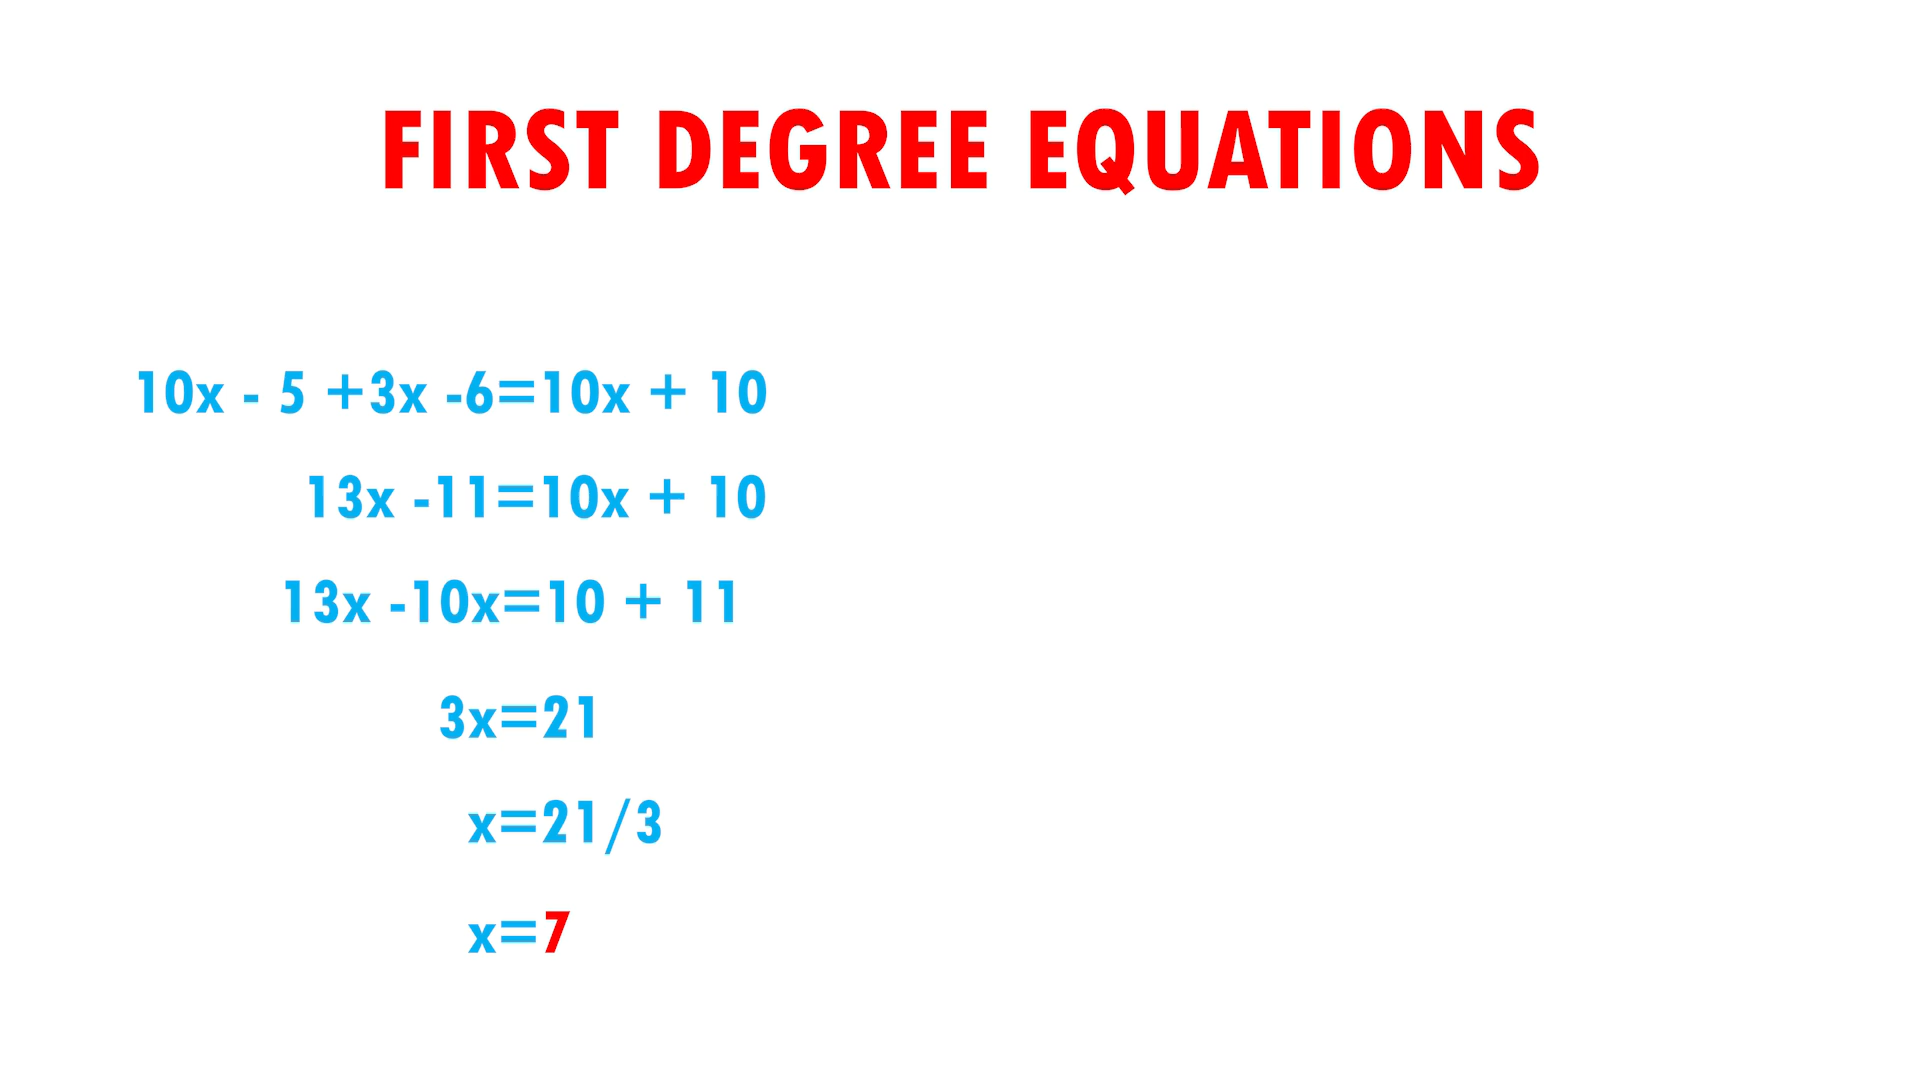 FIRST DEGREE EQUATIONS
10x - 5 +3x -6=10x + 10
13x -11=10x + 10
13x -10x=10 + 11
3x=21
x=21/3
x=7